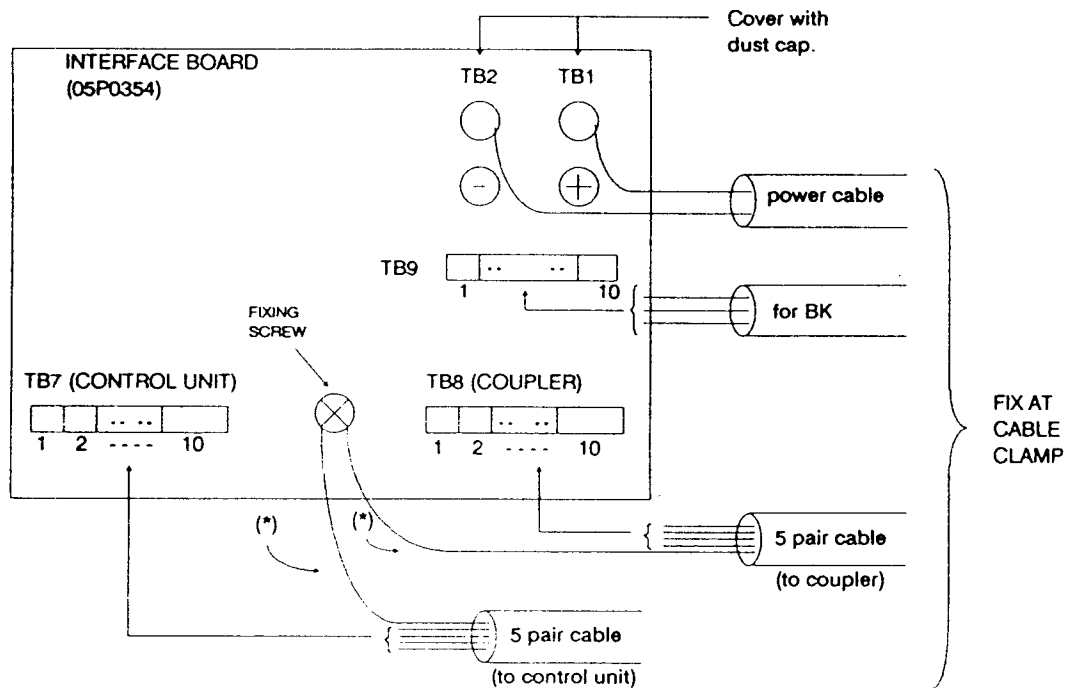 Cover with
dust cap.
INTERFACE BOARD
(05P0354)
TB2
TB1
-
+
power cable
TB9
.. ..
1 10
for BK
FIXING
SCREW
TB7 (CONTROL UNIT)
.. ..
1 2 ---- 10
TB8 (COUPLER)
.. ..
1 2 ---- 10
FIX AT
CABLE
CLAMP
(*)
(*)
5 pair cable
(to coupler)
5 pair cable
(to control unit)